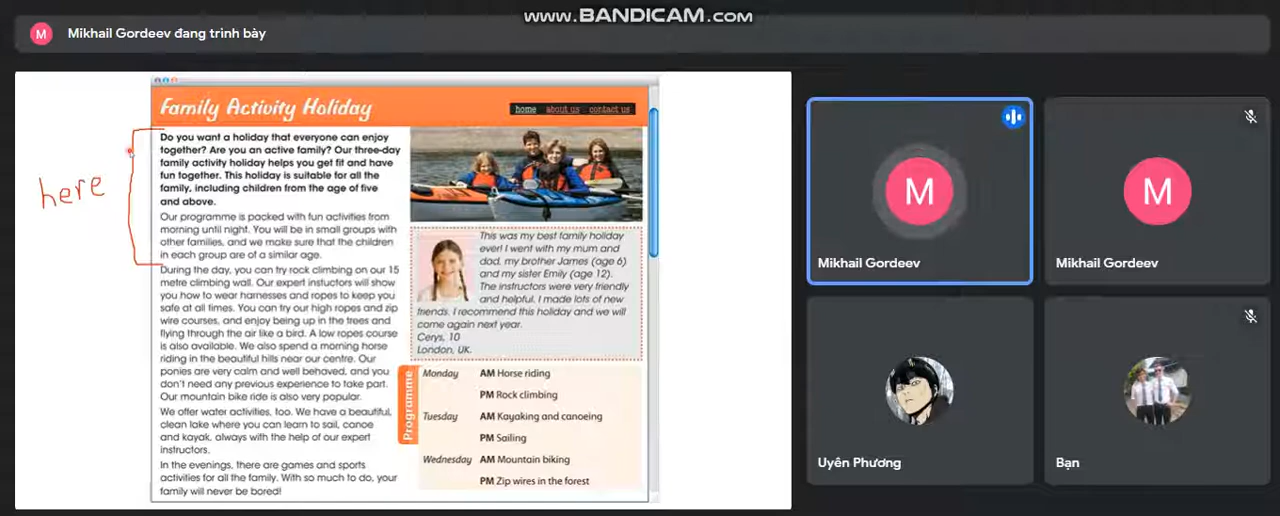 www.BANDICAM.com
M Mikhail Gordeev đang trình bày
Family Activity Holiday
home about us contact us
here
Do you want a holiday that everyone can enjoy
together? Are you an active family? Our three-day
family activity holiday helps you get fit and have
fun together. This holiday is suitable for all the
family, including children from the age of five
and above.
Our programme is packed with fun activities from
morning until night. You will be in small groups with
other families, and we make sure that the children
in each group are of a similar age.
During the day, you can try rock climbing on our 15
metre climbing wall. Our expert instuctors will show
you how to wear harnesses and ropes to keep you
safe at all times. You can try our high ropes and zip
wire courses, and enjoy being up in the trees and
flying through the air like a bird. A low ropes course
is also available. We also spend a morning horse
riding in the beautiful hills near our centre. Our
ponies are very calm and well behaved, and you
don't need any previous experience to take part.
Our mountain bike ride is also very popular.
We offer water activities, too. We have a beautiful,
clean lake where you can learn to sail, canoe
and kayak, always with the help of our expert
instructors.
In the evenings, there are games and sports
activities for all the family. With so much to do, your
family will never be bored!
This was my best family holiday
ever! I went with my mum and
dad, my brother James (age 6)
and my sister Emily (age 12).
The instructors were very friendly
and helpful. I made lots of new
friends. I recommend this holiday and we will
come again next year.
Cerys, 10
London, UK.
Programme
Monday AM Horse riding
PM Rock climbing
Tuesday AM Kayaking and canoeing
PM Sailing
Wednesday AM Mountain biking
PM Zip wires in the forest
M
Mikhail Gordeev
M
Mikhail Gordeev
Uyên Phương
Bạn